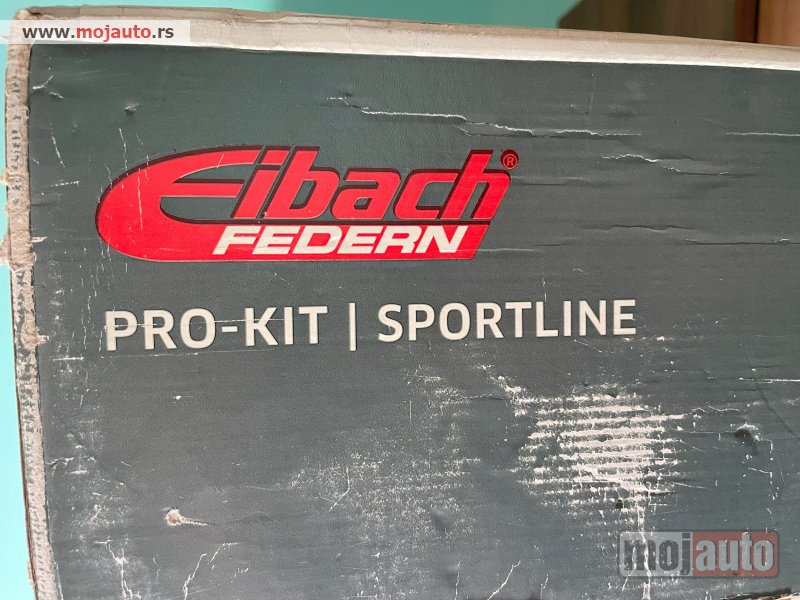 www.mojauto.rs
Eibach®
FEDERN
PRO-KIT | SPORTLINE
mojauto